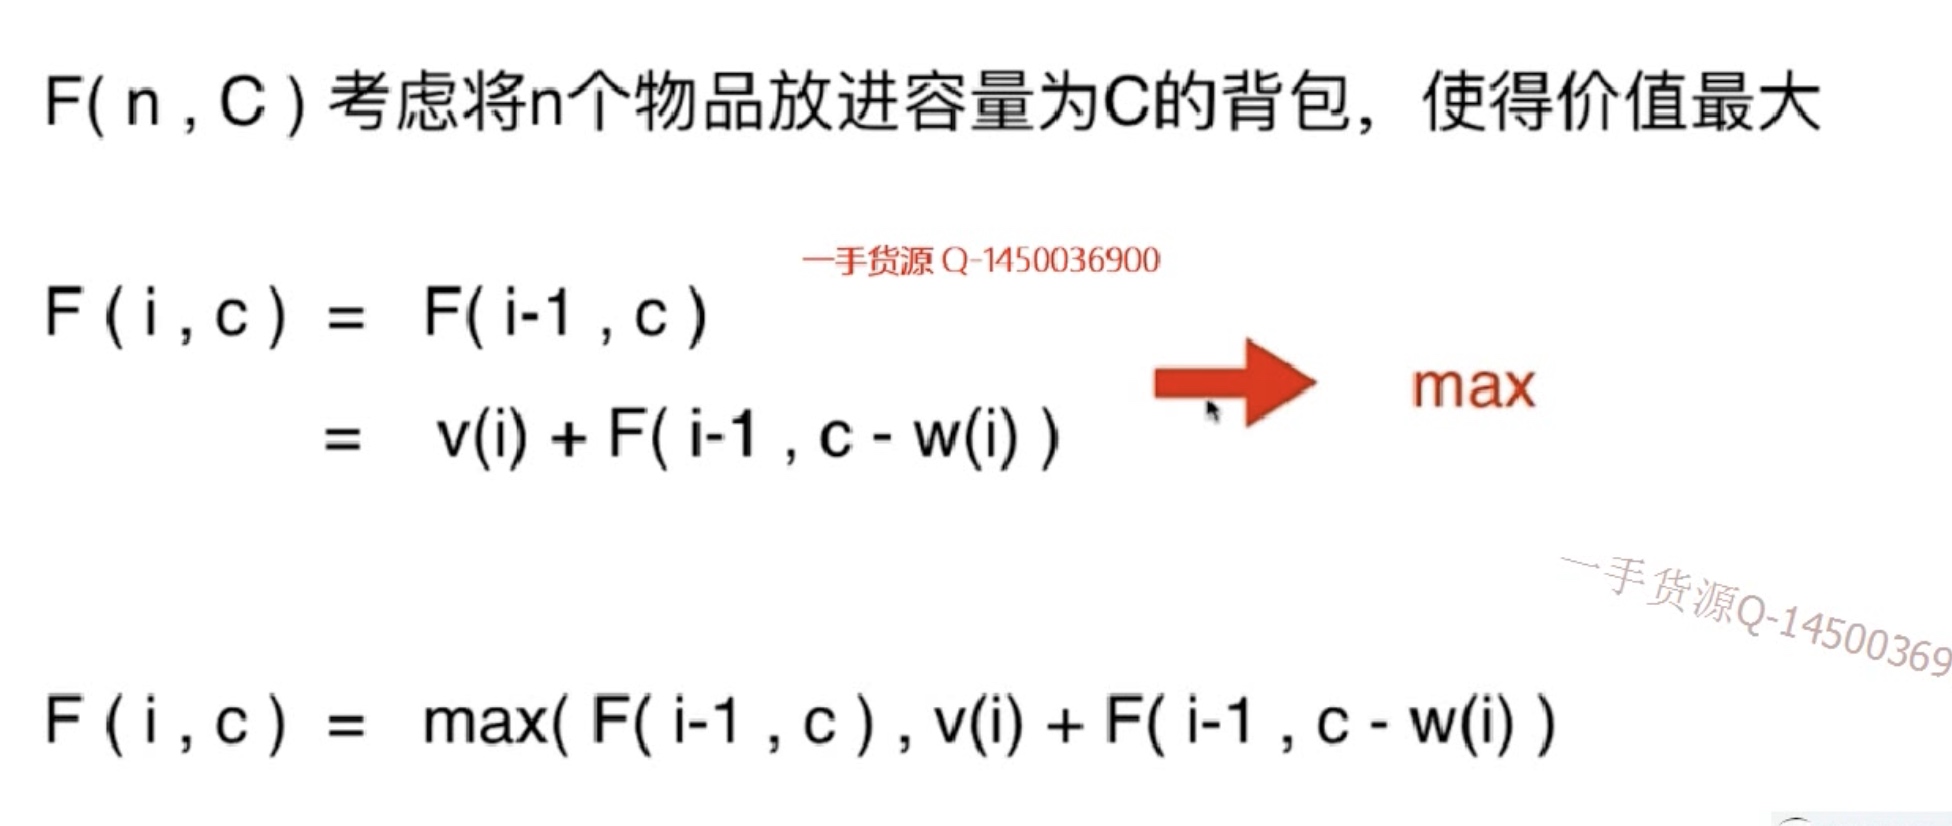 F( n , C ) 考虑将n个物品放进容量为C的背包，使得价值最大
一手货源 Q-1450036900
F ( i , c ) = F( i-1 , c )
max
= v(i) + F( i-1 , c - w(i) )
一手货源Q-14500369
F ( i , c ) = max( F( i-1 , c ) , v(i) + F( i-1 , c - w(i) )